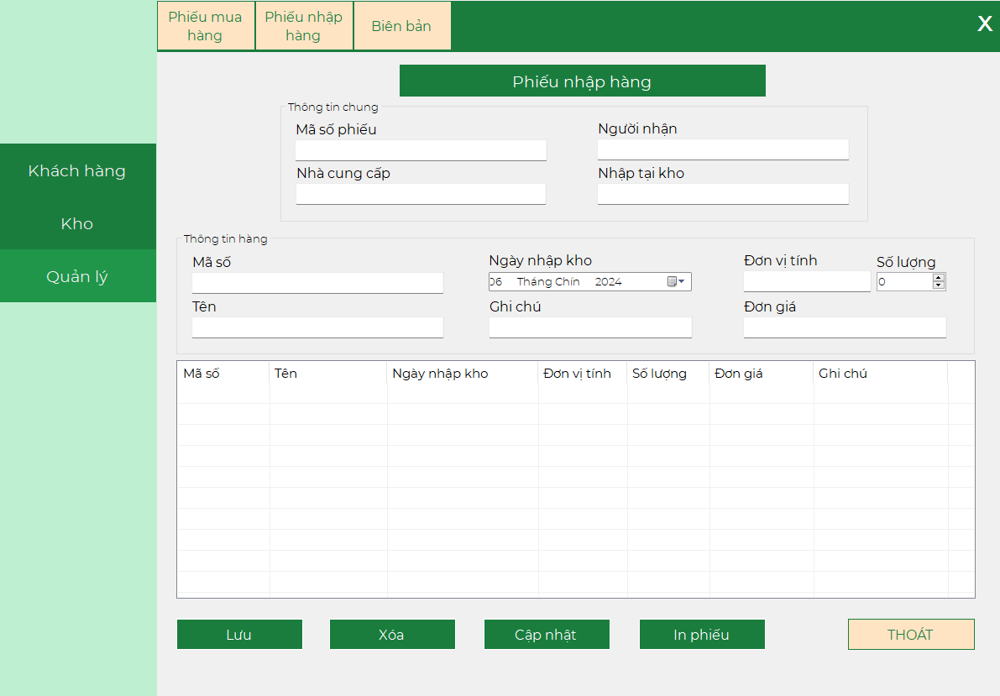 Phiếu mua
hàng
Phiếu nhập
hàng
Biên bản
X
Khách hàng
Kho
Quản lý
Phiếu nhập hàng
Thông tin chung
Mã số phiếu
Người nhận
Nhà cung cấp
Nhập tại kho
Thông tin hàng
Mã số
Ngày nhập kho
Đơn vị tính
Số lượng
06 Tháng Chín 2024
0
Tên
Ghi chú
Đơn giá
Mã số Tên Ngày nhập kho Đơn vị tính Số lượng Đơn giá Ghi chú
Lưu
Xóa
Cập nhật
In phiếu
THOÁT